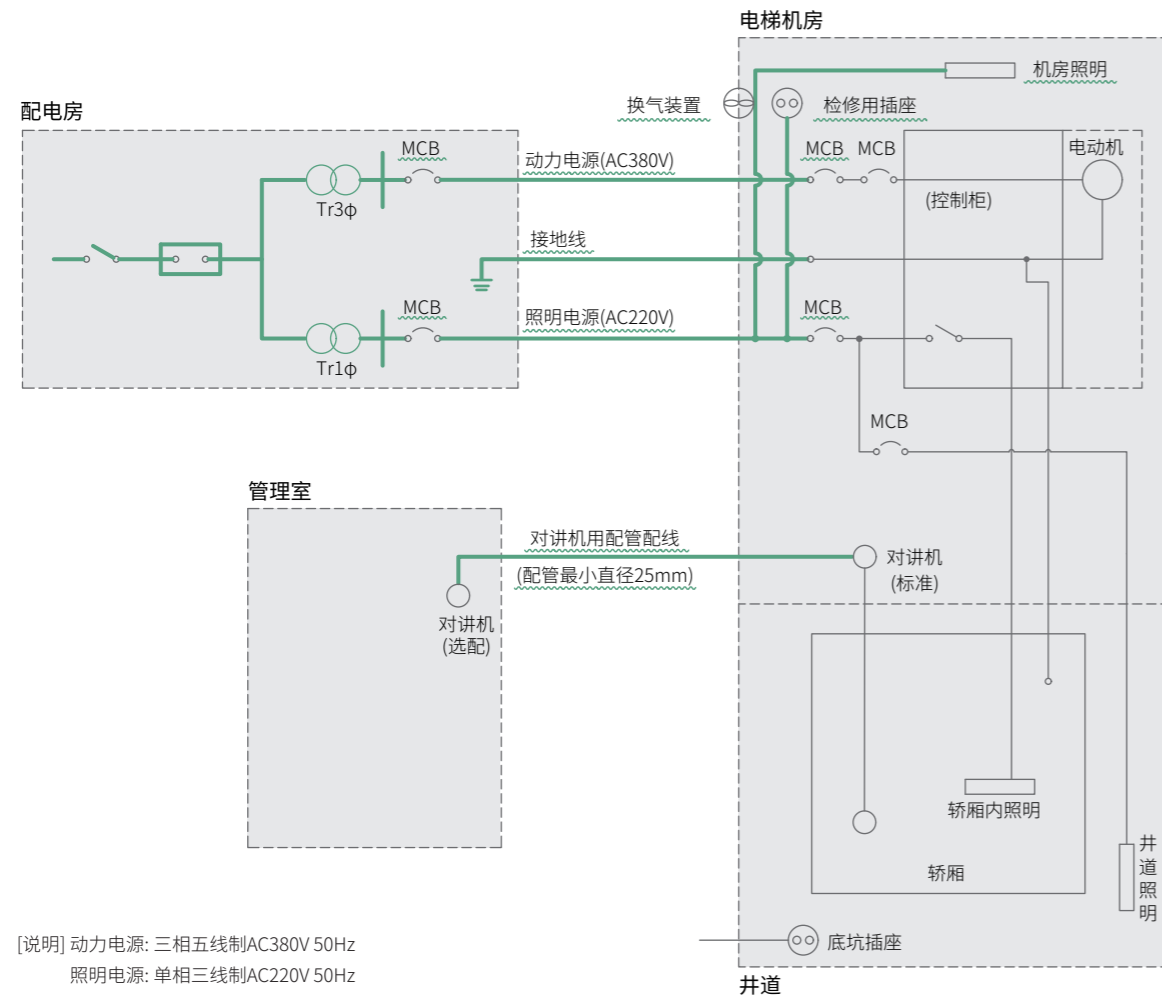 电梯机房
机房照明
配电房
换气装置
检修用插座
MCB
动力电源(AC380V)
MCB
MCB
电动机
Tr3φ
(控制柜)
接地线
MCB
照明电源(AC220V)
MCB
Tr1φ
MCB
管理室
对讲机用配管配线
(配管最小直径25mm)
对讲机
(标准)
对讲机
(选配)
轿厢内照明
轿厢
井道照明
[说明] 动力电源: 三相五线制AC380V 50Hz
照明电源: 单相三线制AC220V 50Hz
底坑插座
井道